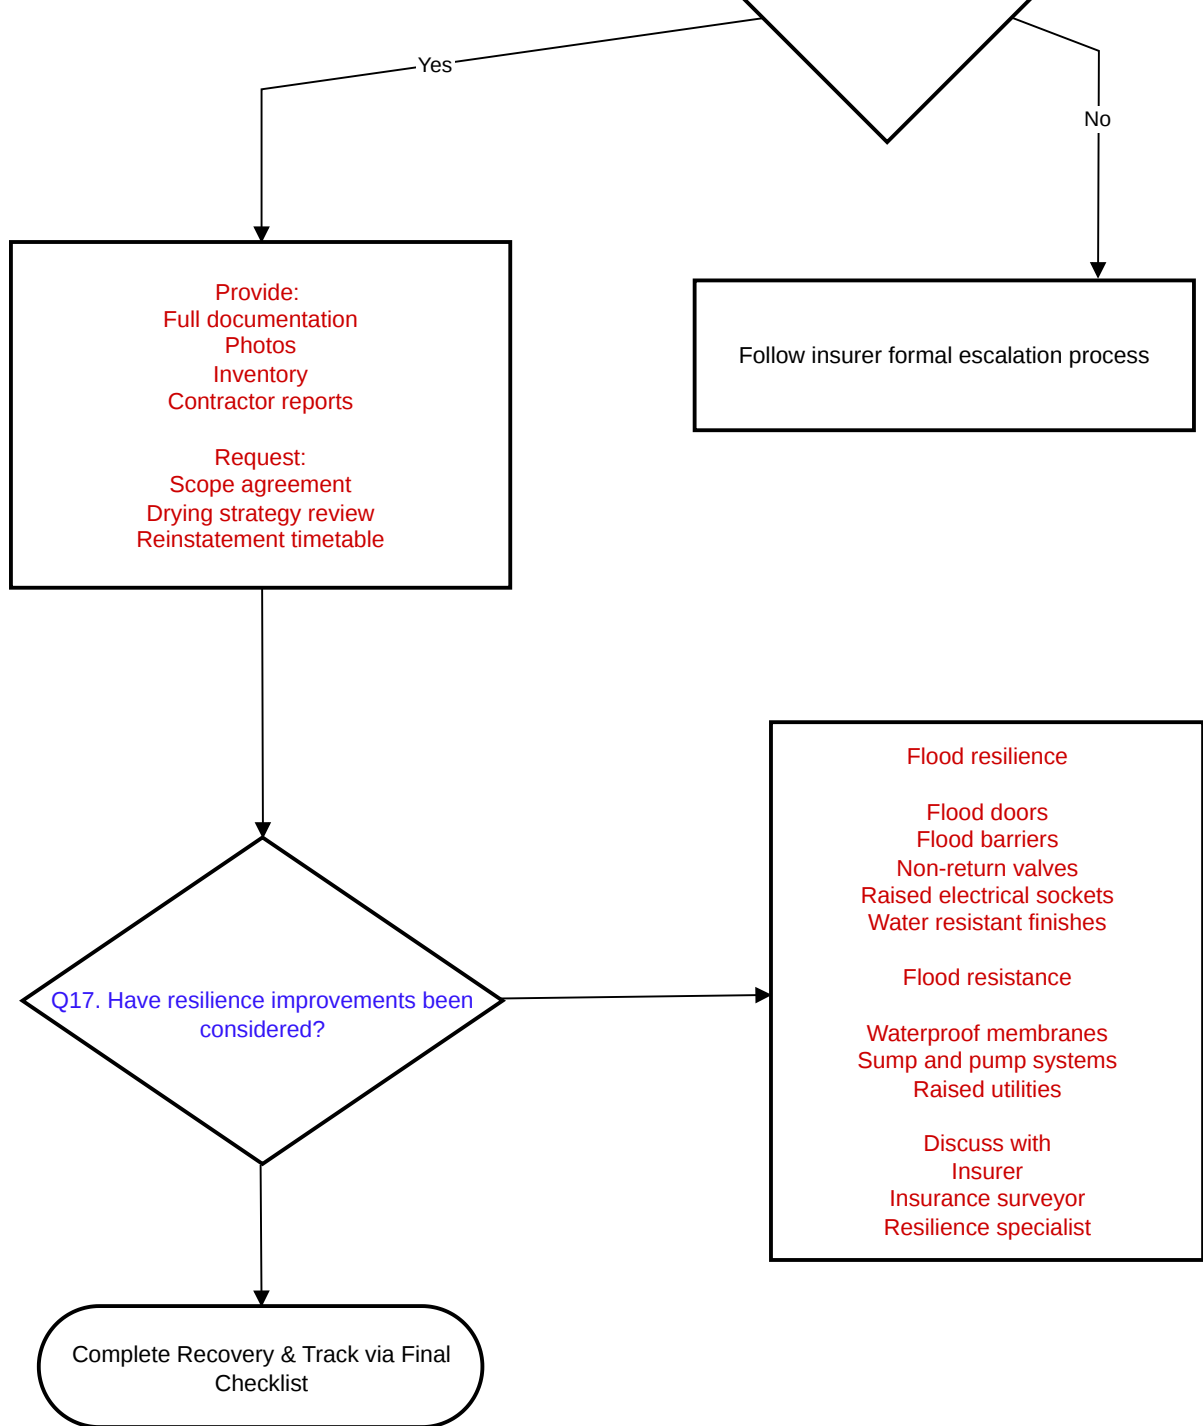 Yes
No
Provide:
Full documentation
Photos
Inventory
Contractor reports
Request:
Scope agreement
Drying strategy review
Reinstatement timetable
Follow insurer formal escalation process
Q17. Have resilience improvements been
considered?
Flood resilience
Flood doors
Flood barriers
Non-return valves
Raised electrical sockets
Water resistant finishes
Flood resistance
Waterproof membranes
Sump and pump systems
Raised utilities
Discuss with
Insurer
Insurance surveyor
Resilience specialist
Complete Recovery & Track via Final
Checklist